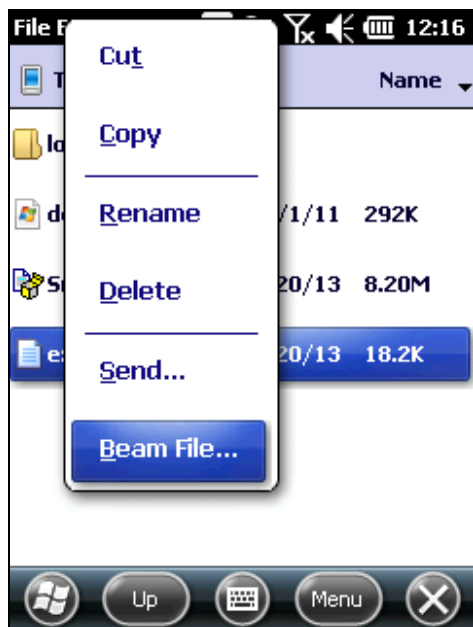 File 12:16
Name
Cut
Copy
Rename /1/11 292K
Delete 20/13 8.20M
Send... 20/13 18.2K
Beam File...
Up Menu